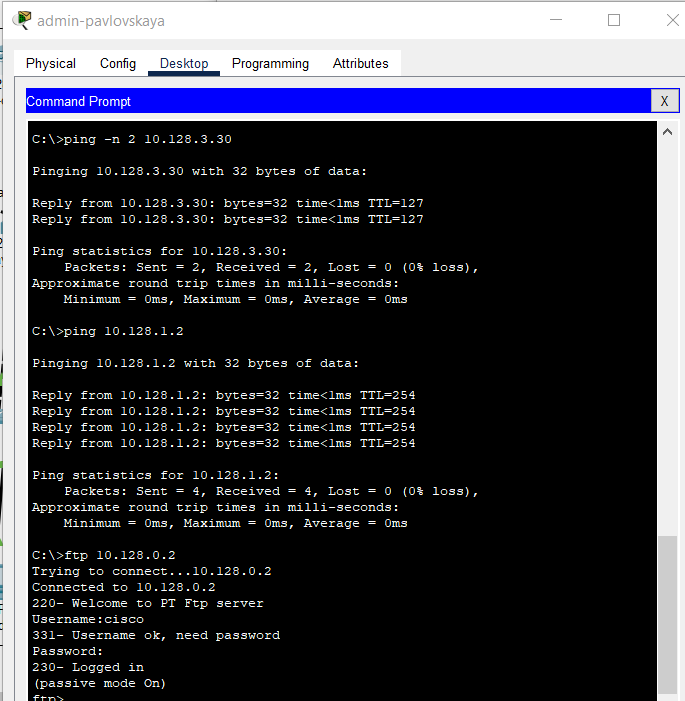 admin-pavlovskaya
Physical Config Desktop Programming Attributes
Command Prompt X
C:\>ping -n 2 10.128.3.30
Pinging 10.128.3.30 with 32 bytes of data:
Reply from 10.128.3.30: bytes=32 time<1ms TTL=127
Reply from 10.128.3.30: bytes=32 time<1ms TTL=127
Ping statistics for 10.128.3.30:
Packets: Sent = 2, Received = 2, Lost = 0 (0% loss),
Approximate round trip times in milli-seconds:
Minimum = 0ms, Maximum = 0ms, Average = 0ms
C:\>ping 10.128.1.2
Pinging 10.128.1.2 with 32 bytes of data:
Reply from 10.128.1.2: bytes=32 time<1ms TTL=254
Reply from 10.128.1.2: bytes=32 time<1ms TTL=254
Reply from 10.128.1.2: bytes=32 time<1ms TTL=254
Reply from 10.128.1.2: bytes=32 time<1ms TTL=254
Ping statistics for 10.128.1.2:
Packets: Sent = 4, Received = 4, Lost = 0 (0% loss),
Approximate round trip times in milli-seconds:
Minimum = 0ms, Maximum = 0ms, Average = 0ms
C:\>ftp 10.128.0.2
Trying to connect...10.128.0.2
Connected to 10.128.0.2
220- Welcome to PT Ftp server
Username:cisco
331- Username ok, need password
Password:
230- Logged in
(passive mode On)
ftp>